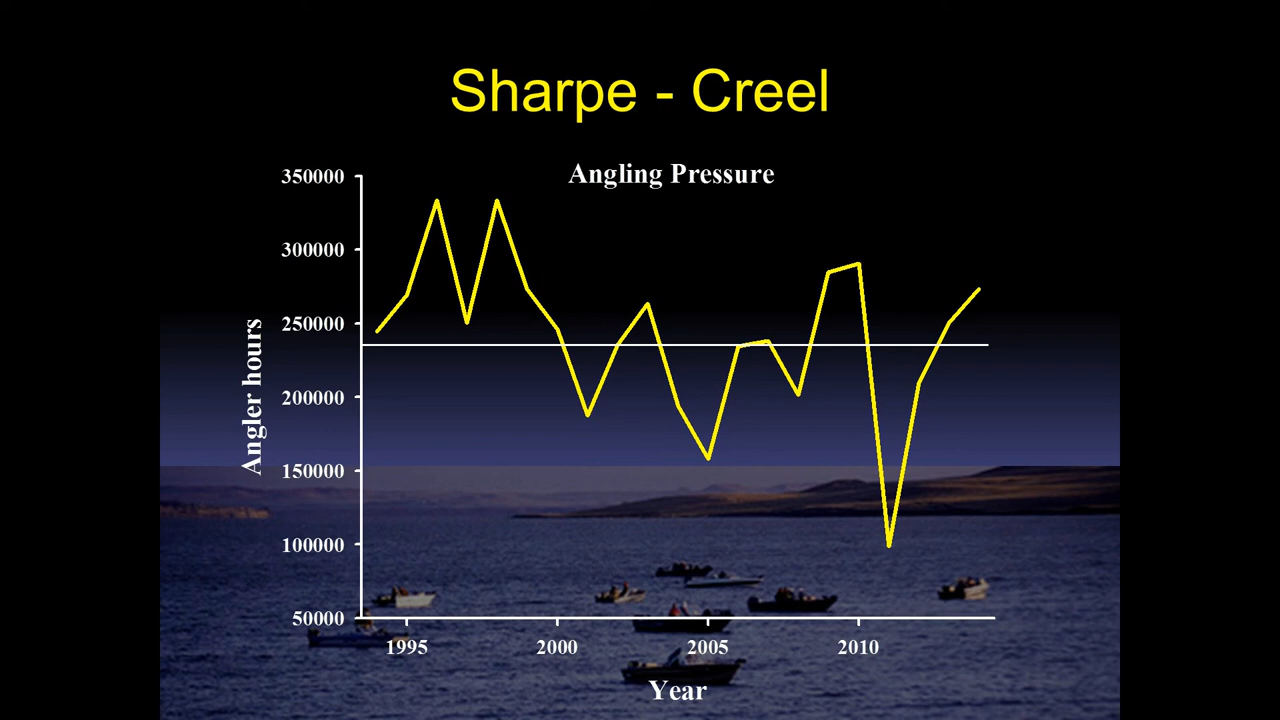 Sharpe - Creel
Angling Pressure
350000
300000
250000
200000
150000
100000
50000
Angler hours
1995 2000 2005 2010
Year